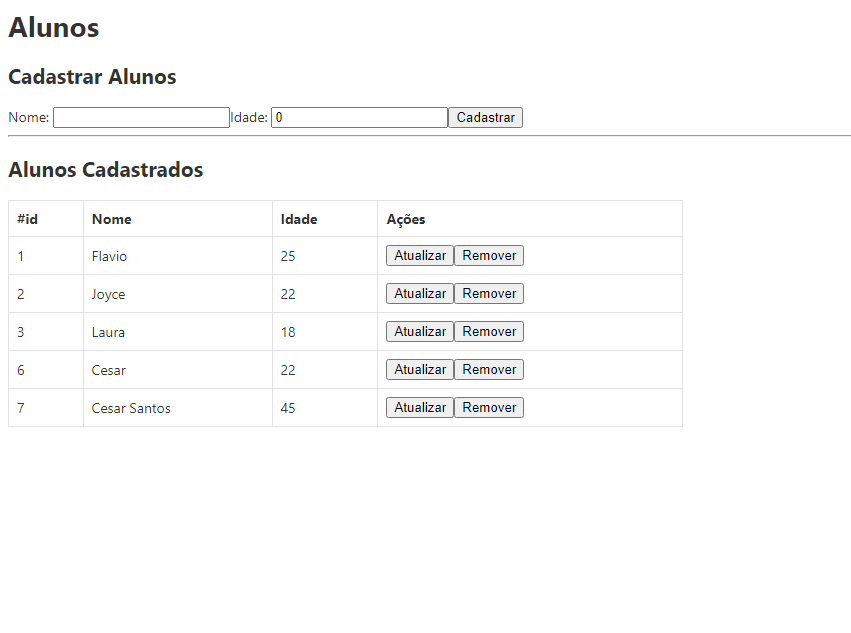 Alunos
Cadastrar Alunos
Nome: Idade: 0 Cadastrar
Alunos Cadastrados
#id Nome Idade Ações
1 Flavio 25 Atualizar Remover
2 Joyce 22 Atualizar Remover
3 Laura 18 Atualizar Remover
6 Cesar 22 Atualizar Remover
7 Cesar Santos 45 Atualizar Remover